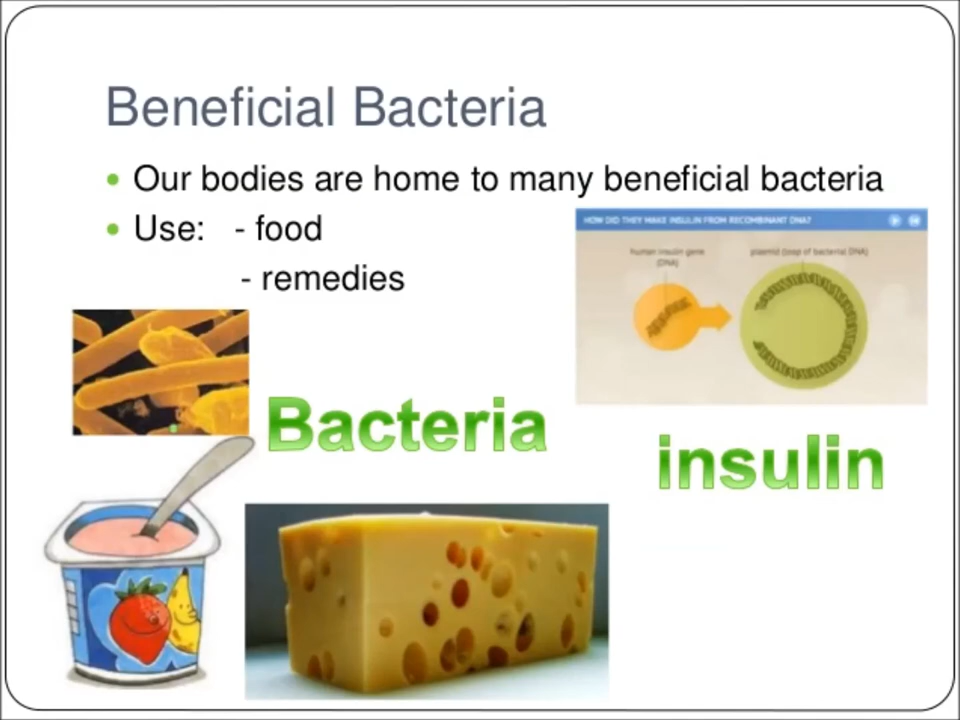 Beneficial Bacteria
• Our bodies are home to many beneficial bacteria
• Use: - food
- remedies
HOW DID THEY MAKE INSULIN FROM RECOMBINANT DNA?
human insulin gene
(DNA)
plasmid (loop of bacterial DNA)
Bacteria
insulin